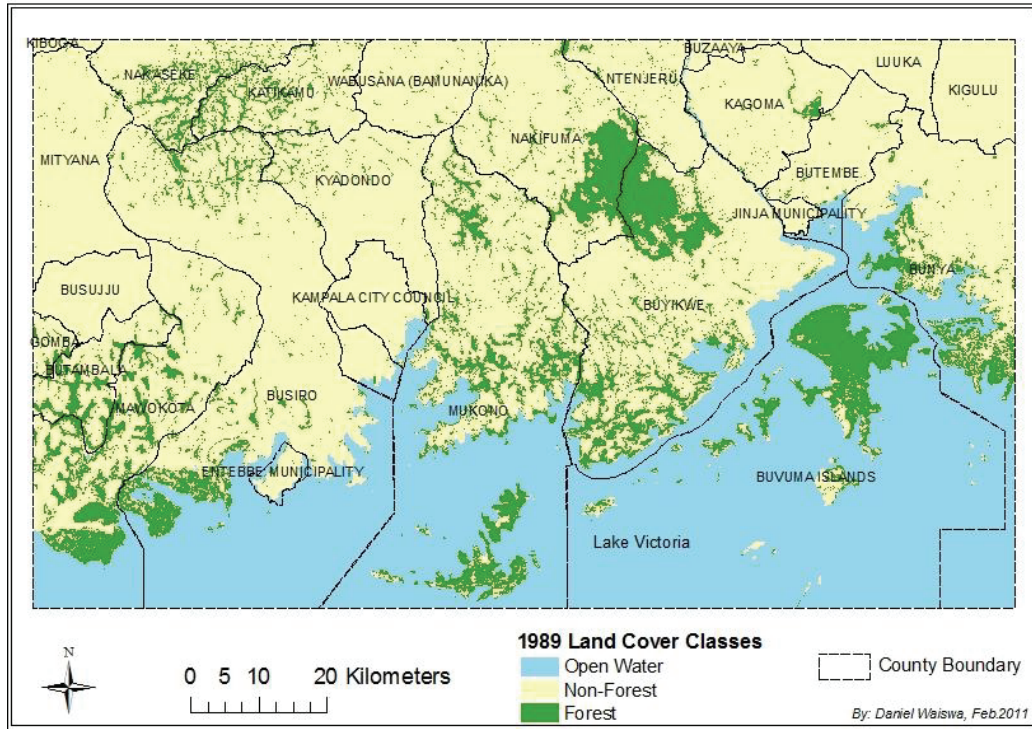 KIBOGA
NAKASEKE
KATIKAMU
WABUSANA (BAMUNANIKA)
NTENJERU
BUZAAYA
LUUKA
KAGOMA
KIGULU
MITYANA
NAKIFUMA
KYADONDO
BUTEMBE
JINJA MUNICIPALITY
BUSUJJU
KAMPALA CITY COUNCIL
BUYIKWE
BUNYA
GOMBA
BUTAMBALA
MAWOKOTA
BUSIRO
MUKONO
ENTEBBE MUNICIPALITY
BUVUMA ISLANDS
Lake Victoria
N
0 5 10 20 Kilometers
1989 Land Cover Classes
Open Water
Non-Forest
Forest
County Boundary
By: Daniel Waiswa, Feb.2011